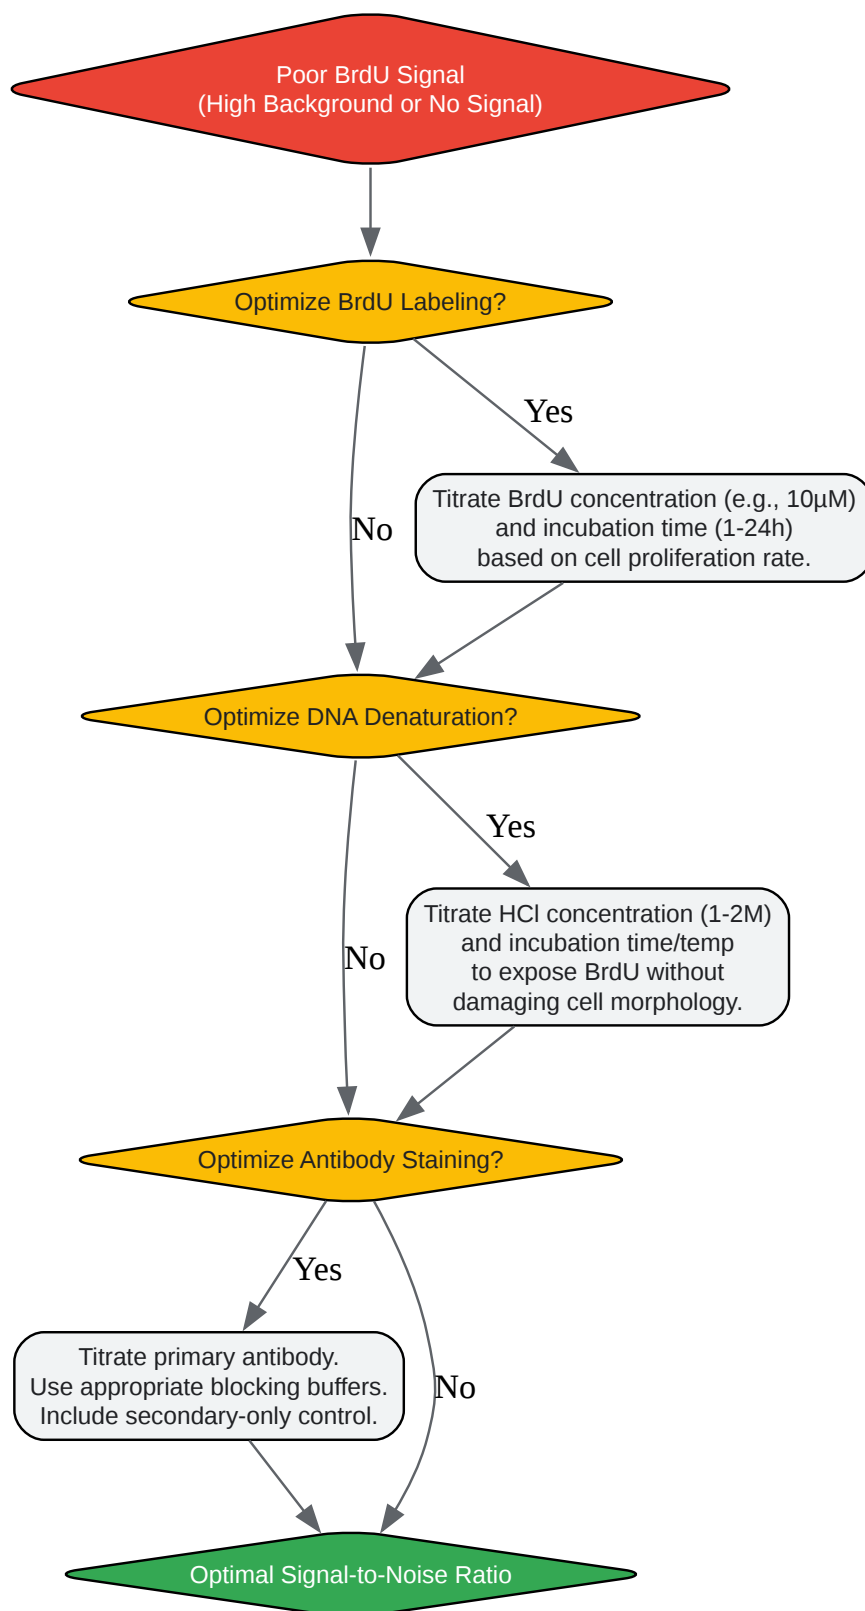 Poor BrdU Signal
(High Background or No Signal)
Optimize BrdU Labeling?
Yes
Titrate BrdU concentration (e.g., 10µM)
and incubation time (1-24h)
based on cell proliferation rate.
No
Optimize DNA Denaturation?
Yes
Titrate HCl concentration (1-2M)
and incubation time/temp
to expose BrdU without
damaging cell morphology.
No
Optimize Antibody Staining?
Yes
Titrate primary antibody.
Use appropriate blocking buffers.
Include secondary-only control.
No
Optimal Signal-to-Noise Ratio